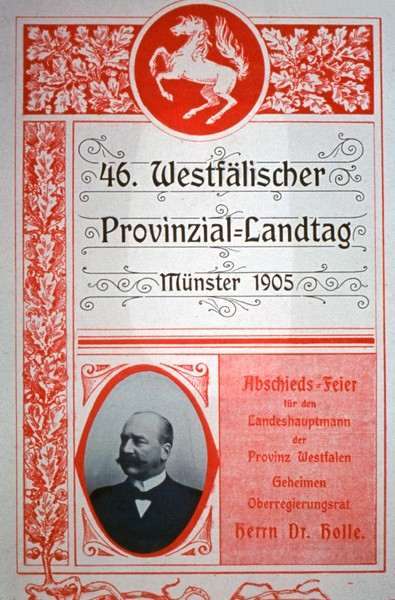 46. Westfälischer
Provinzial=Landtag
Münster 1905
Abschieds=Feier
für den
Landeshauptmann
der
Provinz Westfalen
Geheimen
Oberregierungsrat
Herrn Dr. Holle.